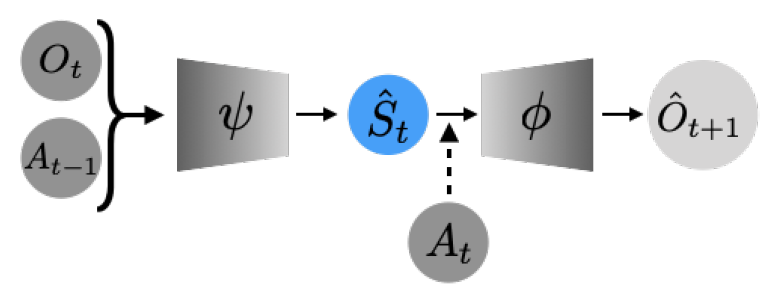 O_t
A_{t-1}
ψ
Ŝ_t
ϕ
Ô_{t+1}
A_t